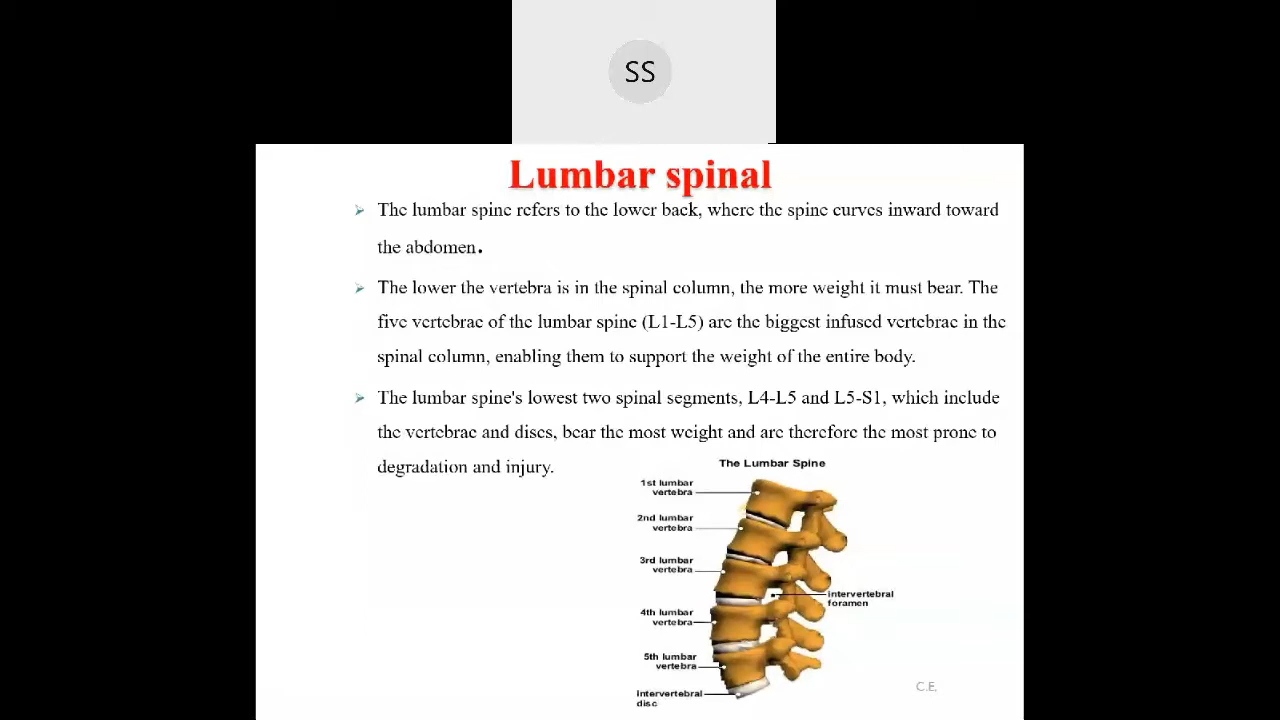 SS
Lumbar spinal
➢ The lumbar spine refers to the lower back, where the spine curves inward toward
the abdomen.
➢ The lower the vertebra is in the spinal column, the more weight it must bear. The
five vertebrae of the lumbar spine (L1-L5) are the biggest infused vertebrae in the
spinal column, enabling them to support the weight of the entire body.
➢ The lumbar spine's lowest two spinal segments, L4-L5 and L5-S1, which include
the vertebrae and discs, bear the most weight and are therefore the most prone to
degradation and injury.
The Lumbar Spine
1st lumbar
vertebra
2nd lumbar
vertebra
3rd lumbar
vertebra
intervertebral
foramen
4th lumbar
vertebra
5th lumbar
vertebra
intervertebral
disc
C.E.